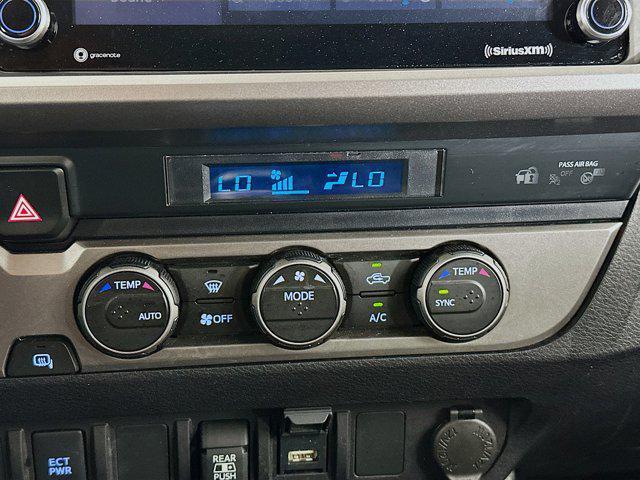 gracenote
SiriusXM
LO LO
PASS AIR BAG
OFF
TEMP
AUTO
OFF
MODE
A/C
TEMP
SYNC
ECT
PWR
REAR
PUSH